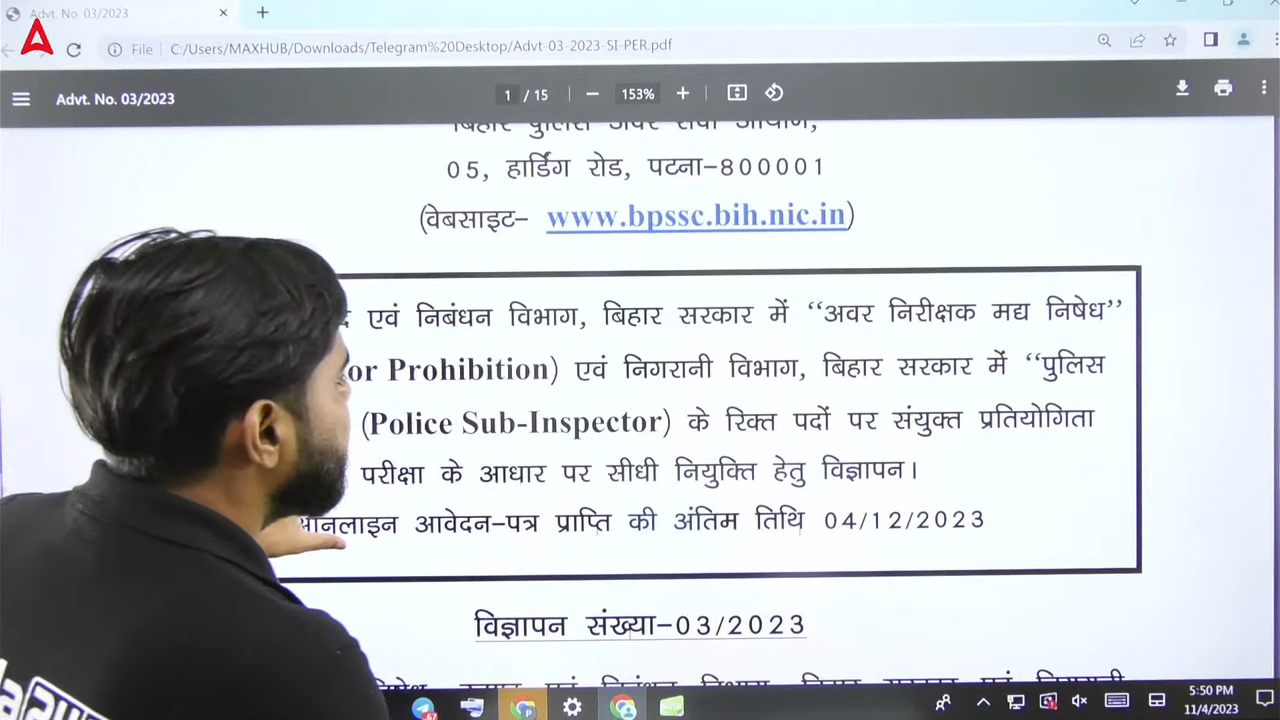 Advt. No. 03/2023
File C:/Users/MAXHUB/Downloads/Telegram%20Desktop/Advt-03-2023-SI-PER.pdf
Advt. No. 03/2023 1 / 15 153%
बिहार पुलिस अवर सेवा आयोग,
05, हार्डिंग रोड, पटना-800001
(वेबसाइट- www.bpssc.bih.nic.in)
एवं निबंधन विभाग, बिहार सरकार में ‘‘अवर निरीक्षक मद्य निषेध’’
or Prohibition) एवं निगरानी विभाग, बिहार सरकार में ‘‘पुलिस
(Police Sub-Inspector) के रिक्त पदों पर संयुक्त प्रतियोगिता
परीक्षा के आधार पर सीधी नियुक्ति हेतु विज्ञापन।
ऑनलाइन आवेदन-पत्र प्राप्ति की अंतिम तिथि 04/12/2023
विज्ञापन संख्या-03/2023
5:50 PM
11/4/2023